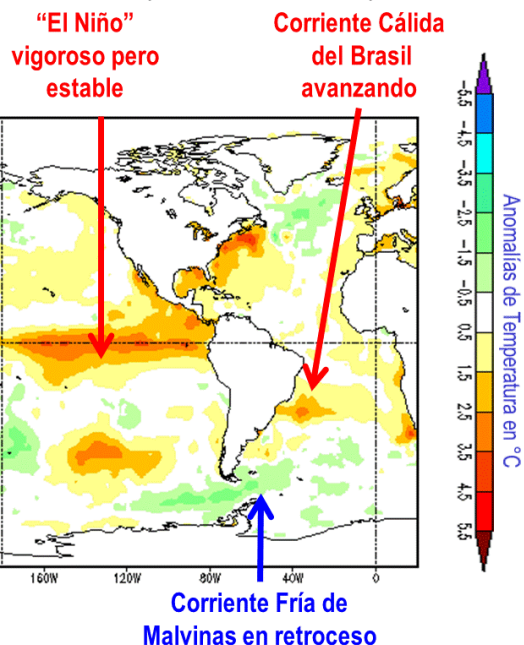 “El Niño”
vigoroso pero
estable
Corriente Cálida
del Brasil
avanzando
-5.5
-4.5
-3.5
-2.5
-1.5
-0.5
0.5
1.5
2.5
3.5
4.5
5.5
Anomalías de Temperatura en °C
160W 120W 80W 40W 0
Corriente Fría de
Malvinas en retroceso